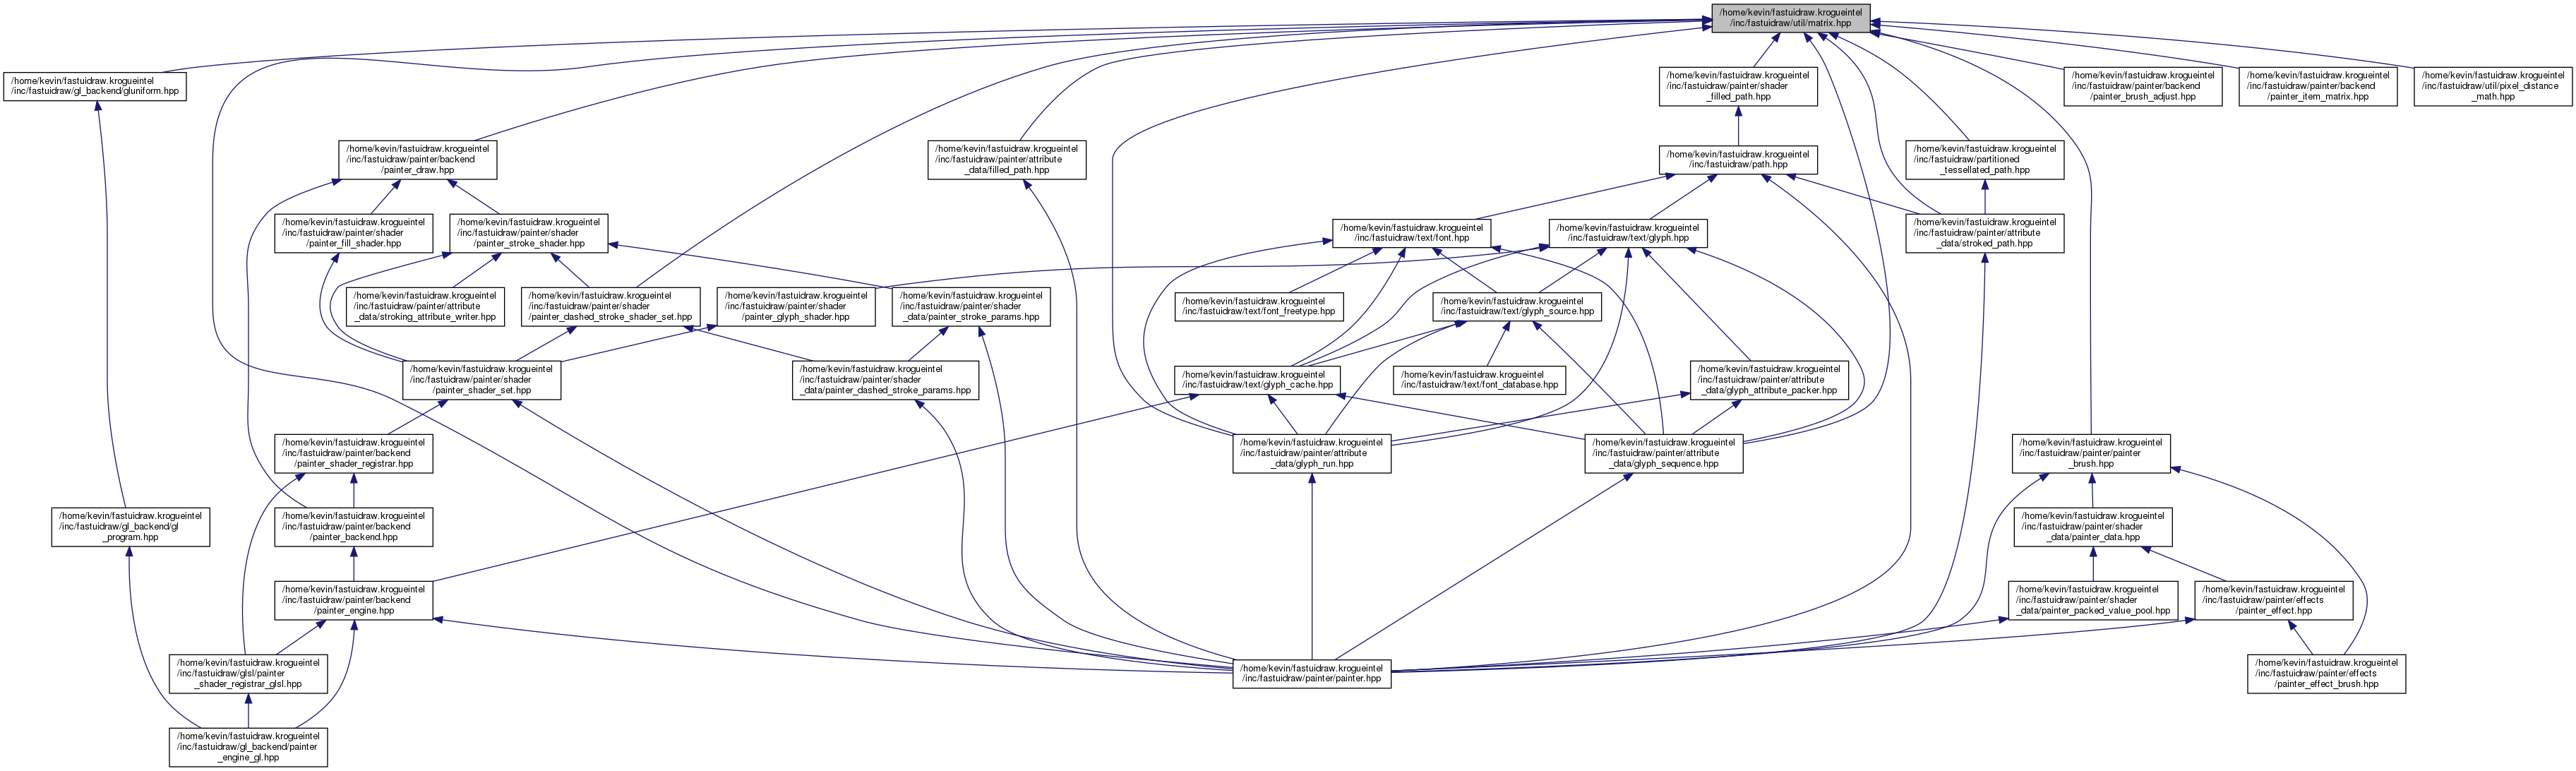 /home/kevin/fastuidraw.krogueintel
/inc/fastuidraw/util/matrix.hpp
/home/kevin/fastuidraw.krogueintel
/inc/fastuidraw/gl_backend/gluniform.hpp
/home/kevin/fastuidraw.krogueintel
/inc/fastuidraw/painter/shader
_filled_path.hpp
/home/kevin/fastuidraw.krogueintel
/inc/fastuidraw/painter/backend
/painter_brush_adjust.hpp
/home/kevin/fastuidraw.krogueintel
/inc/fastuidraw/painter/backend
/painter_item_matrix.hpp
/home/kevin/fastuidraw.krogueintel
/inc/fastuidraw/util/pixel_distance
_math.hpp
/home/kevin/fastuidraw.krogueintel
/inc/fastuidraw/painter/backend
/painter_draw.hpp
/home/kevin/fastuidraw.krogueintel
/inc/fastuidraw/painter/attribute
_data/filled_path.hpp
/home/kevin/fastuidraw.krogueintel
/inc/fastuidraw/path.hpp
/home/kevin/fastuidraw.krogueintel
/inc/fastuidraw/partitioned
_tessellated_path.hpp
/home/kevin/fastuidraw.krogueintel
/inc/fastuidraw/painter/shader
/painter_fill_shader.hpp
/home/kevin/fastuidraw.krogueintel
/inc/fastuidraw/painter/shader
/painter_stroke_shader.hpp
/home/kevin/fastuidraw.krogueintel
/inc/fastuidraw/text/font.hpp
/home/kevin/fastuidraw.krogueintel
/inc/fastuidraw/text/glyph.hpp
/home/kevin/fastuidraw.krogueintel
/inc/fastuidraw/painter/attribute
_data/stroked_path.hpp
/home/kevin/fastuidraw.krogueintel
/inc/fastuidraw/painter/attribute
_data/stroking_attribute_writer.hpp
/home/kevin/fastuidraw.krogueintel
/inc/fastuidraw/painter/shader
/painter_dashed_stroke_shader_set.hpp
/home/kevin/fastuidraw.krogueintel
/inc/fastuidraw/painter/shader
/painter_glyph_shader.hpp
/home/kevin/fastuidraw.krogueintel
/inc/fastuidraw/painter/shader
_data/painter_stroke_params.hpp
/home/kevin/fastuidraw.krogueintel
/inc/fastuidraw/text/font_freetype.hpp
/home/kevin/fastuidraw.krogueintel
/inc/fastuidraw/text/glyph_source.hpp
/home/kevin/fastuidraw.krogueintel
/inc/fastuidraw/painter/shader
/painter_shader_set.hpp
/home/kevin/fastuidraw.krogueintel
/inc/fastuidraw/painter/shader
_data/painter_dashed_stroke_params.hpp
/home/kevin/fastuidraw.krogueintel
/inc/fastuidraw/text/glyph_cache.hpp
/home/kevin/fastuidraw.krogueintel
/inc/fastuidraw/text/font_database.hpp
/home/kevin/fastuidraw.krogueintel
/inc/fastuidraw/painter/attribute
_data/glyph_attribute_packer.hpp
/home/kevin/fastuidraw.krogueintel
/inc/fastuidraw/painter/backend
/painter_shader_registrar.hpp
/home/kevin/fastuidraw.krogueintel
/inc/fastuidraw/painter/attribute
_data/glyph_run.hpp
/home/kevin/fastuidraw.krogueintel
/inc/fastuidraw/painter/attribute
_data/glyph_sequence.hpp
/home/kevin/fastuidraw.krogueintel
/inc/fastuidraw/painter/painter
_brush.hpp
/home/kevin/fastuidraw.krogueintel
/inc/fastuidraw/gl_backend/gl
_program.hpp
/home/kevin/fastuidraw.krogueintel
/inc/fastuidraw/painter/backend
/painter_backend.hpp
/home/kevin/fastuidraw.krogueintel
/inc/fastuidraw/painter/shader
_data/painter_data.hpp
/home/kevin/fastuidraw.krogueintel
/inc/fastuidraw/painter/backend
/painter_engine.hpp
/home/kevin/fastuidraw.krogueintel
/inc/fastuidraw/painter/shader
_data/painter_packed_value_pool.hpp
/home/kevin/fastuidraw.krogueintel
/inc/fastuidraw/painter/effects
/painter_effect.hpp
/home/kevin/fastuidraw.krogueintel
/inc/fastuidraw/glsl/painter
_shader_registrar_glsl.hpp
/home/kevin/fastuidraw.krogueintel
/inc/fastuidraw/painter/painter.hpp
/home/kevin/fastuidraw.krogueintel
/inc/fastuidraw/painter/effects
/painter_effect_brush.hpp
/home/kevin/fastuidraw.krogueintel
/inc/fastuidraw/gl_backend/painter
_engine_gl.hpp